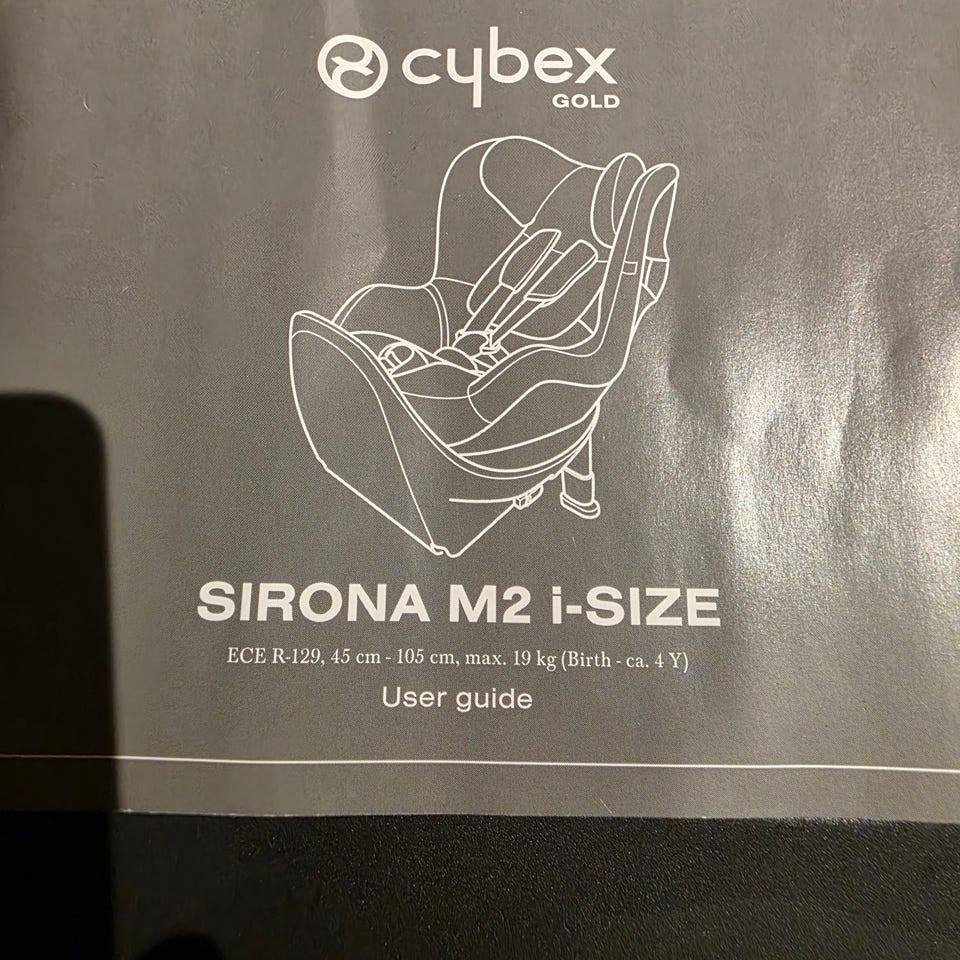 cybex
GOLD
SIRONA M2 i-SIZE
ECE R-129, 45 cm - 105 cm, max. 19 kg (Birth - ca. 4 Y)
User guide